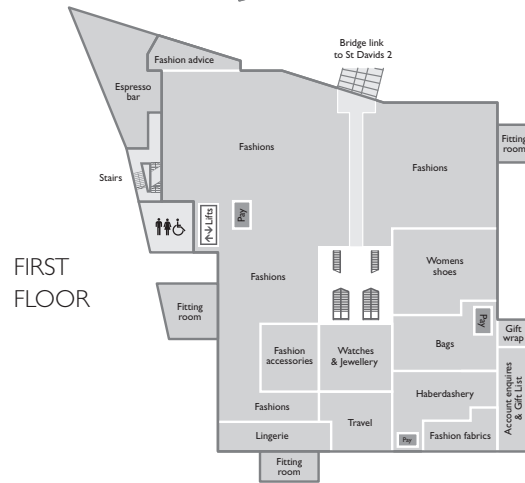 Bridge link
to St Davids 2
Fashion advice
Espresso
bar
Fitting
room
Fashions
Fashions
Stairs
Lifts
Pay
Womens
shoes
FIRST
FLOOR
Fashions
Fitting
room
Pay
Gift
wrap
Fashion
accessories
Watches
& Jewellery
Bags
Account enquires
& Gift List
Haberdashery
Fashions
Travel
Lingerie
Pay
Fashion fabrics
Fitting
room